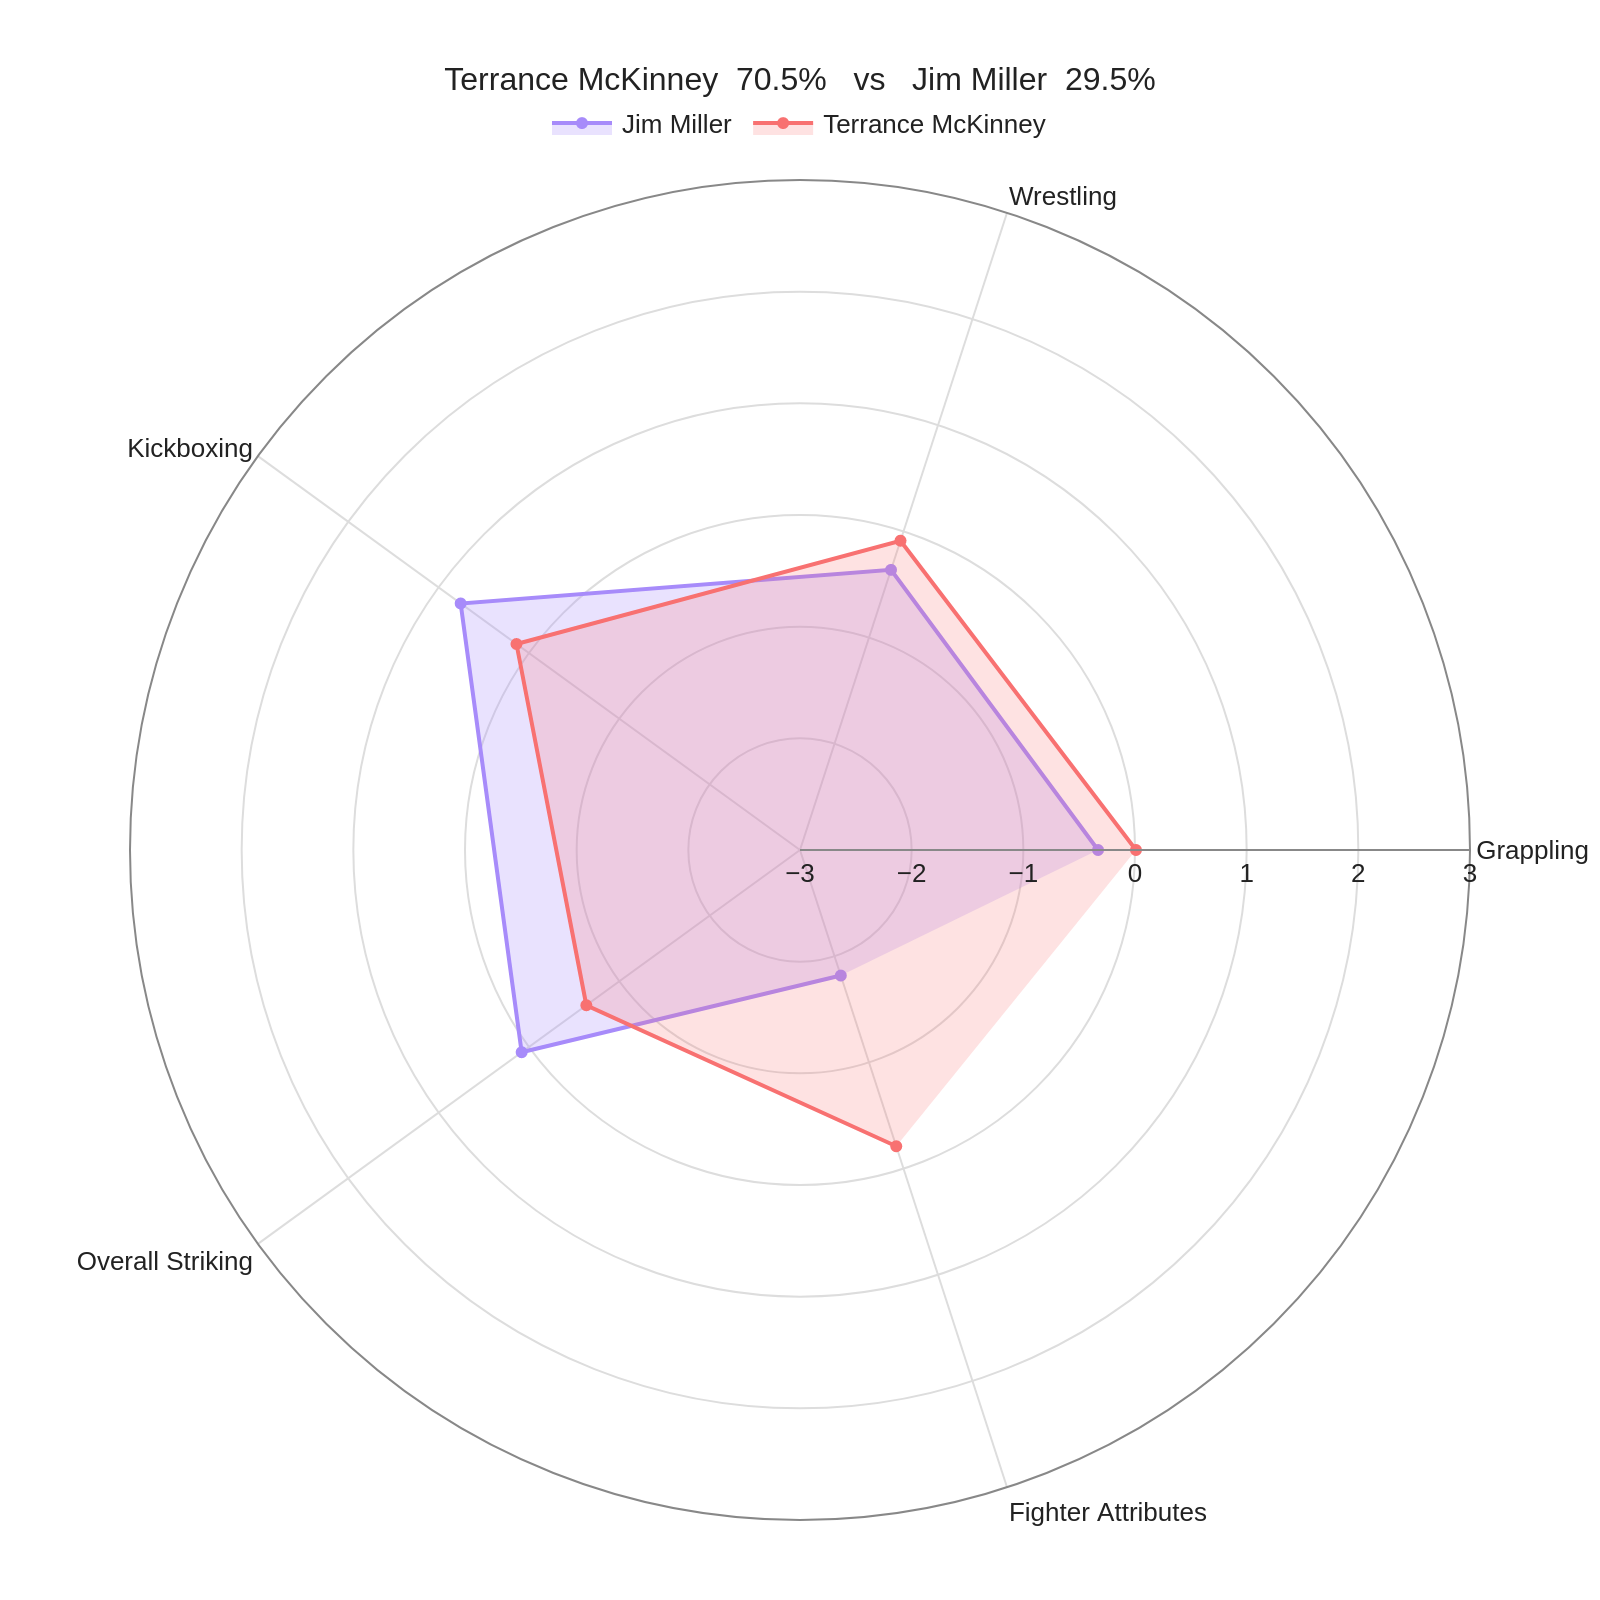 Terrance McKinney  70.5%   vs   Jim Miller  29.5%
Jim Miller
Terrance McKinney
Wrestling
Kickboxing
Grappling
−3 −2 −1 0 1 2 3
Overall Striking
Fighter Attributes